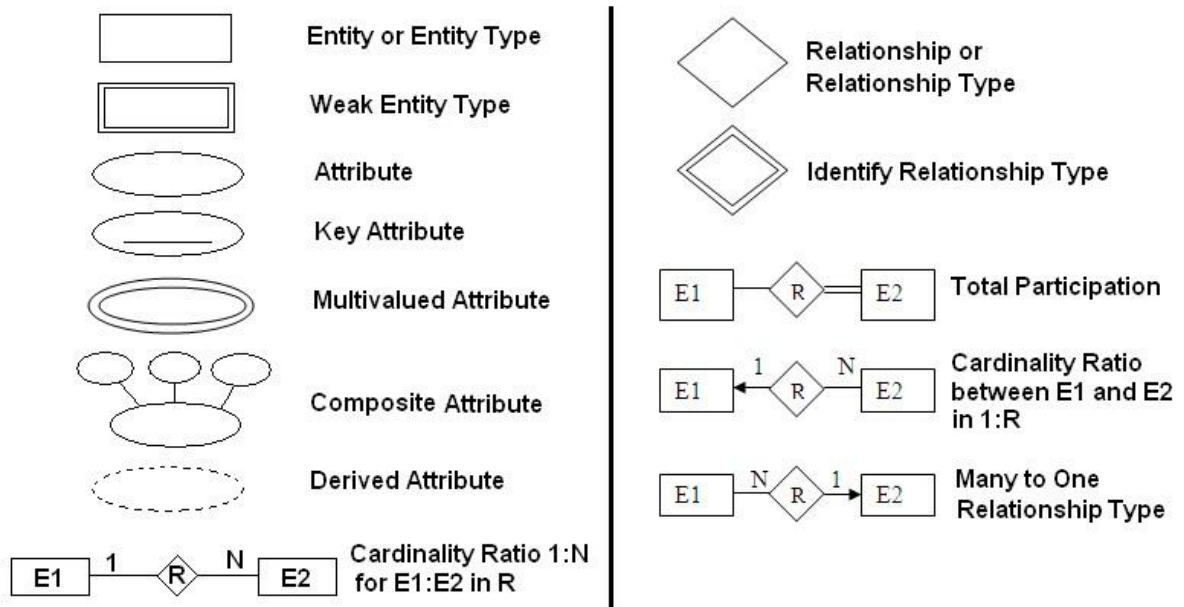 Entity or Entity Type
Weak Entity Type
Attribute
Key Attribute
Multivalued Attribute
Composite Attribute
Derived Attribute
E1 1 R N E2 Cardinality Ratio 1:N
for E1:E2 in R
Relationship or
Relationship Type
Identify Relationship Type
E1 R E2 Total Participation
E1 1 R N E2 Cardinality Ratio
between E1 and E2
in 1:R
E1 N R 1 E2 Many to One
Relationship Type